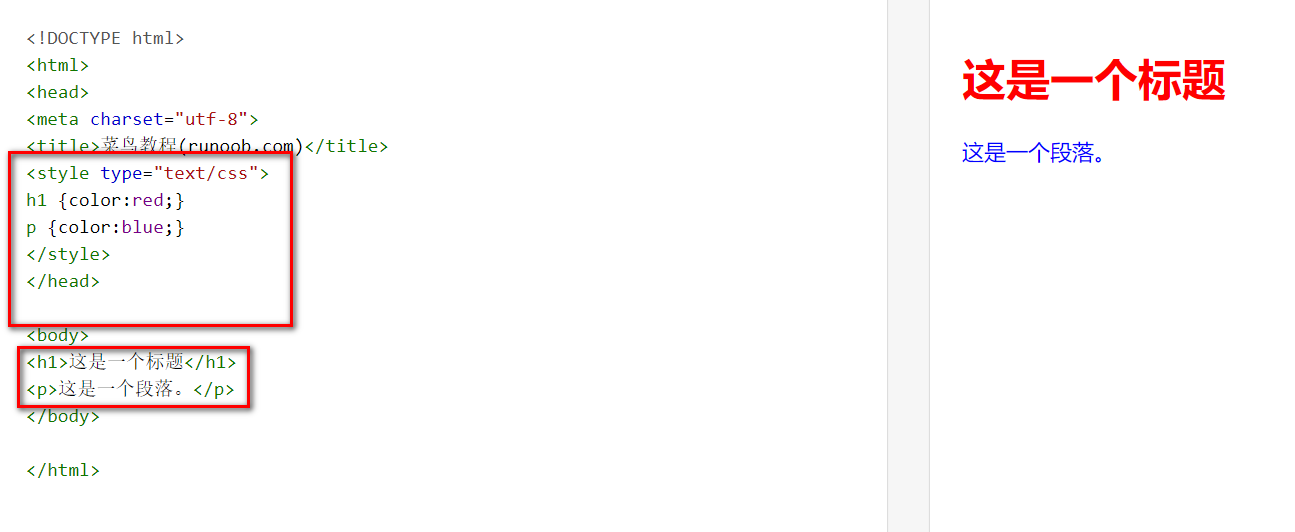 <!DOCTYPE html>
<html>
<head>
<meta charset="utf-8">
<title>菜鸟教程(runoob.com)</title>
<style type="text/css">
h1 {color:red;}
p {color:blue;}
</style>
</head>
<body>
<h1>这是一个标题</h1>
<p>这是一个段落。</p>
</body>
</html>
这是一个标题
这是一个段落。